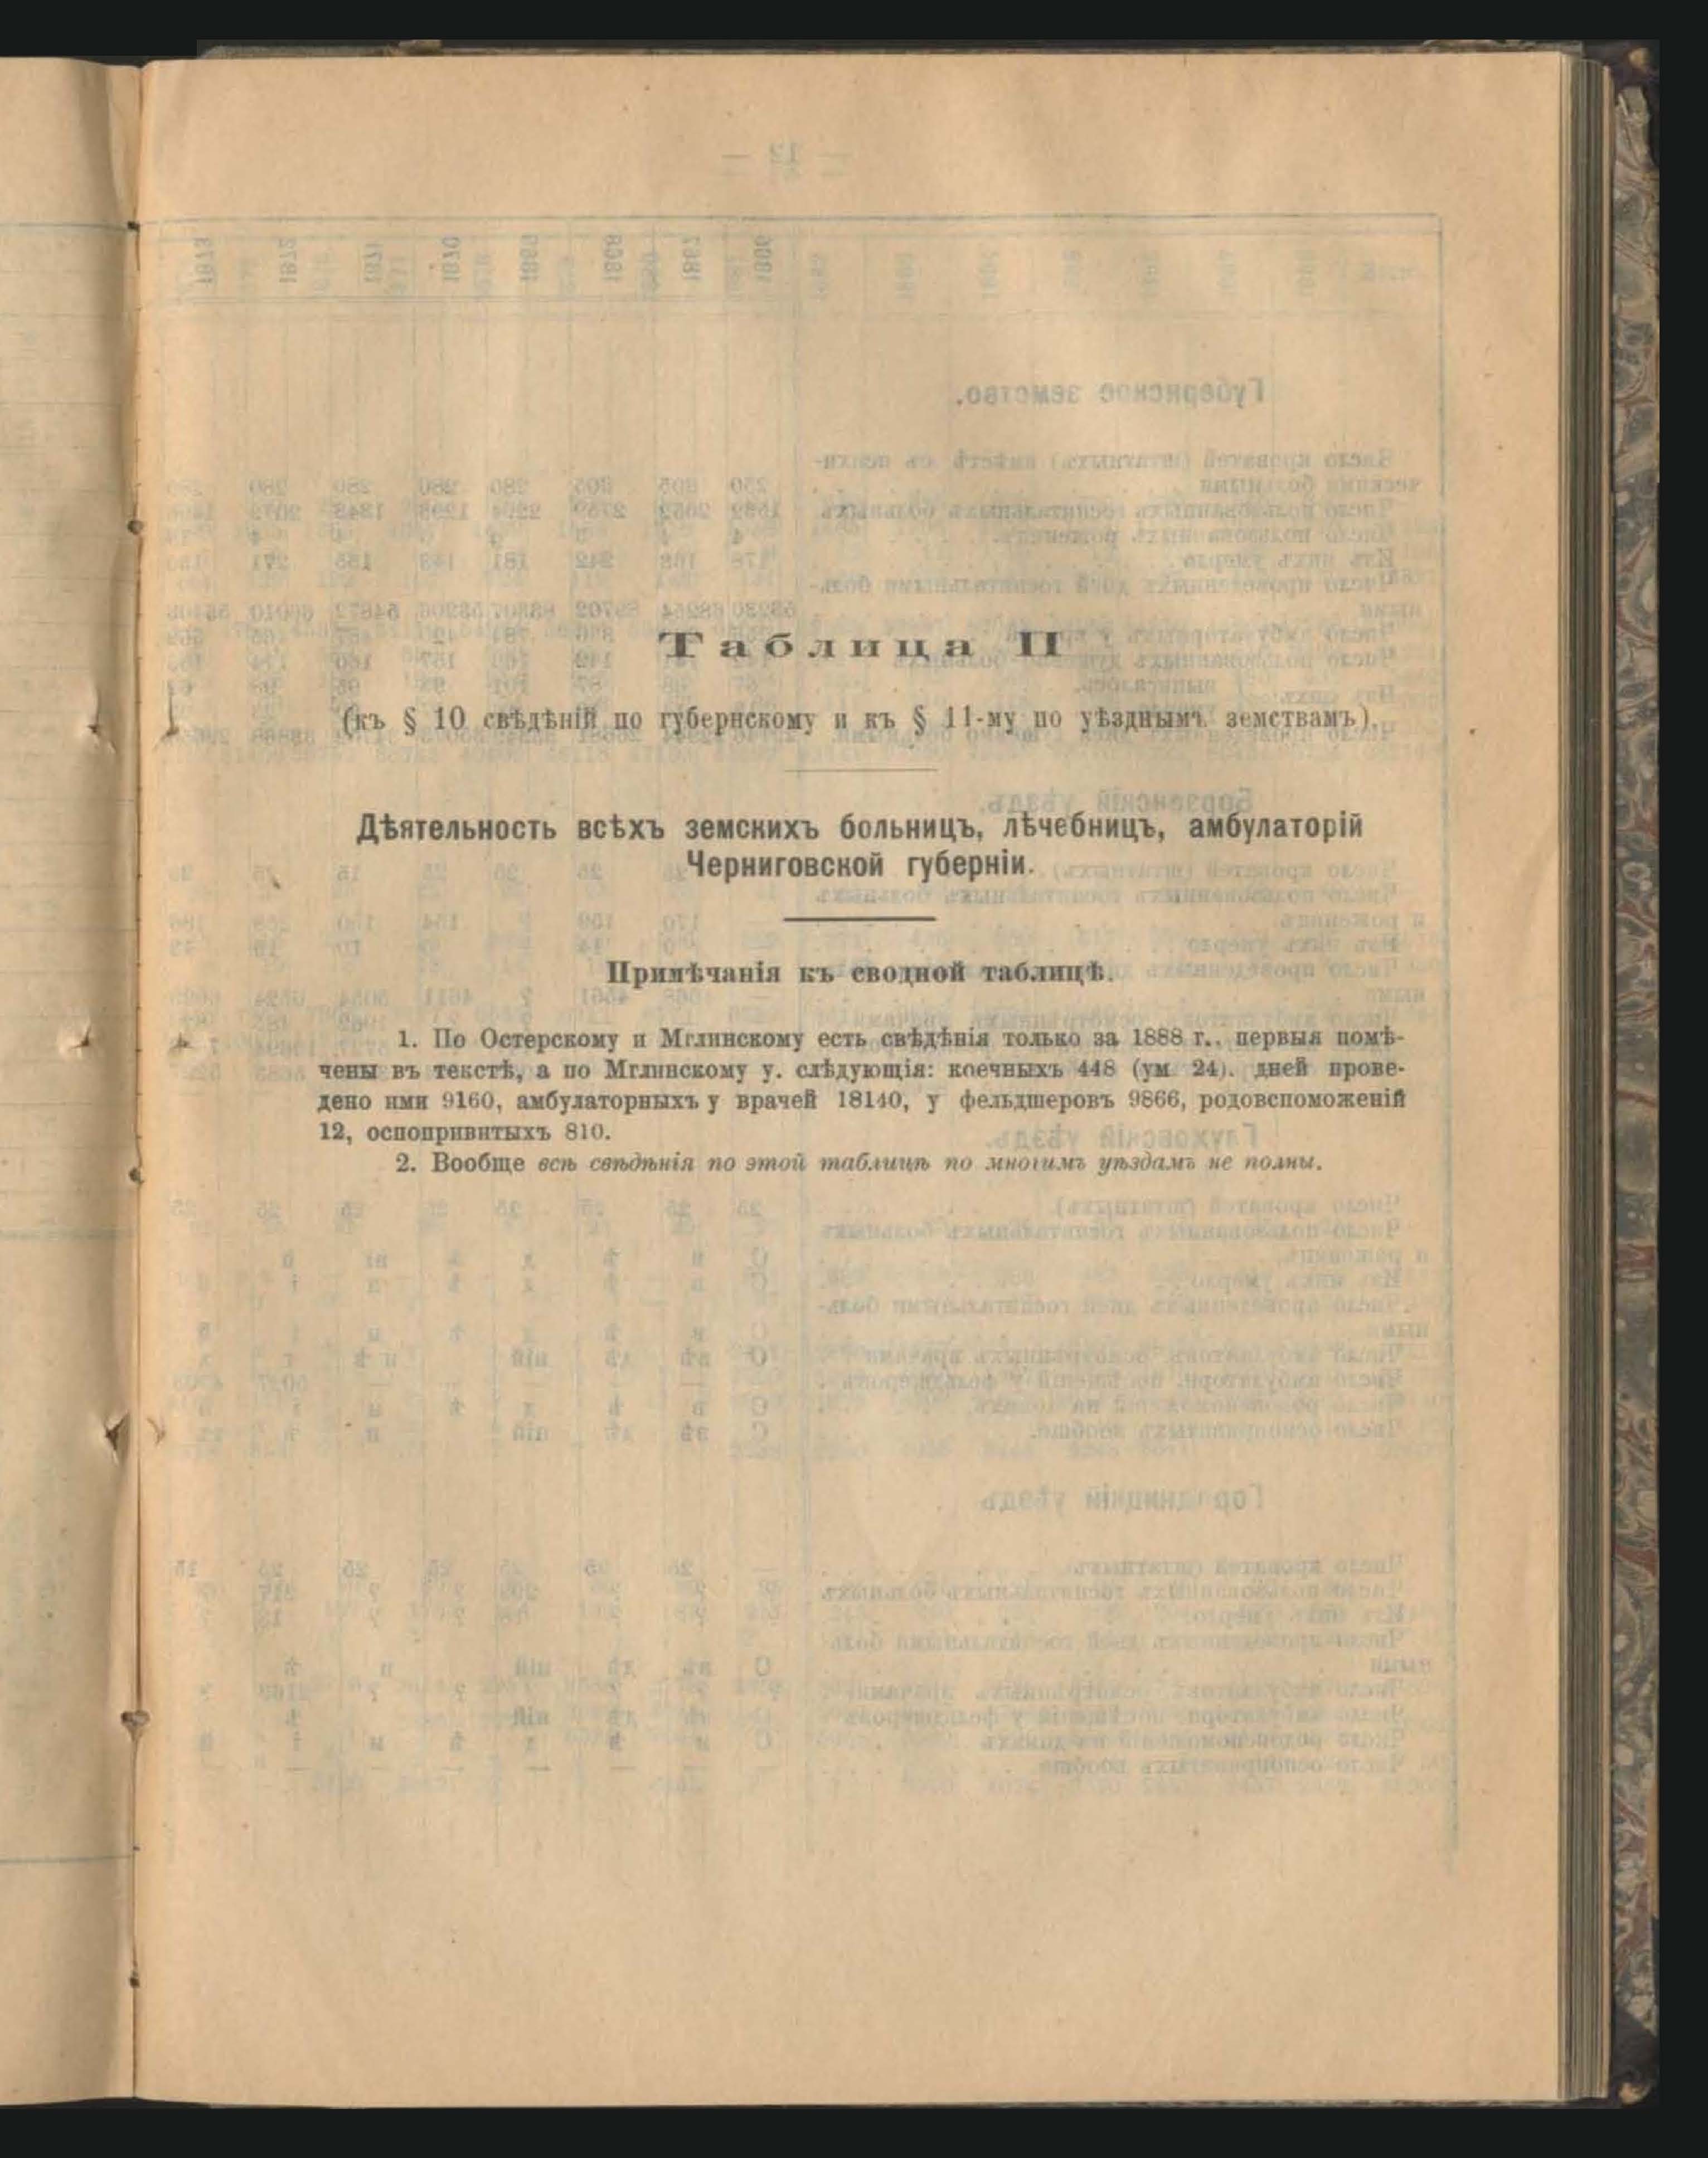 Таблица II
(къ § 10 свѣдѣній по губернскому и къ § 11-му по уѣзднымъ земствамъ).
Дѣятельность всѣхъ земскихъ больницъ, лѣчебницъ, амбулаторій
Черниговской губерніи.
Примѣчанія къ сводной таблицѣ.
1. По Остерскому и Мглинскому есть свѣдѣнія только за 1888 г., первыя помѣ-
чены въ текстѣ, а по Мглинскому у. слѣдующія: коечныхъ 448 (ум. 24). дней прове-
дено ими 9160, амбулаторныхъ у врачей 18140, у фельдшеровъ 9866, родовспоможеній
12, оспопривитыхъ 810.
2. Вообще всѣ свѣдѣнія по этой таблицѣ по многимъ уѣздамъ не полны.